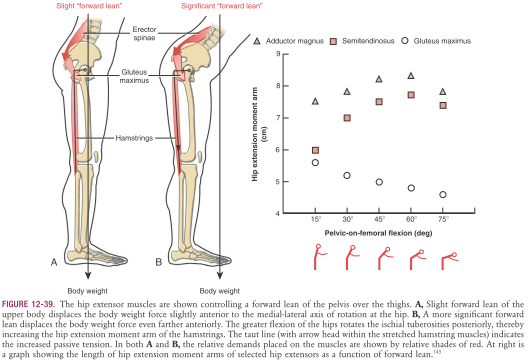 Slight “forward lean”
Significant “forward lean”
Erector
spinae
Gluteus
maximus
Hamstrings
A
B
Body weight
Body weight
Adductor magnus
Semitendinosus
Gluteus maximus
Hip extension moment arm
(cm)
9
8
7
6
5
4
15°
30°
45°
60°
75°
Pelvic-on-femoral flexion (deg)
FIGURE 12-39. The hip extensor muscles are shown controlling a forward lean of the pelvis over the thighs. A, Slight forward lean of the
upper body displaces the body weight force slightly anterior to the medial-lateral axis of rotation at the hip. B, A more significant forward
lean displaces the body weight force even farther anteriorly. The greater flexion of the hips rotates the ischial tuberosities posteriorly, thereby
increasing the hip extension moment arm of the hamstrings. The taut line (with arrow head within the stretched hamstring muscles) indicates
the increased passive tension. In both A and B, the relative demands placed on the muscles are shown by relative shades of red. At right is
a graph showing the length of hip extension moment arms of selected hip extensors as a function of forward lean.